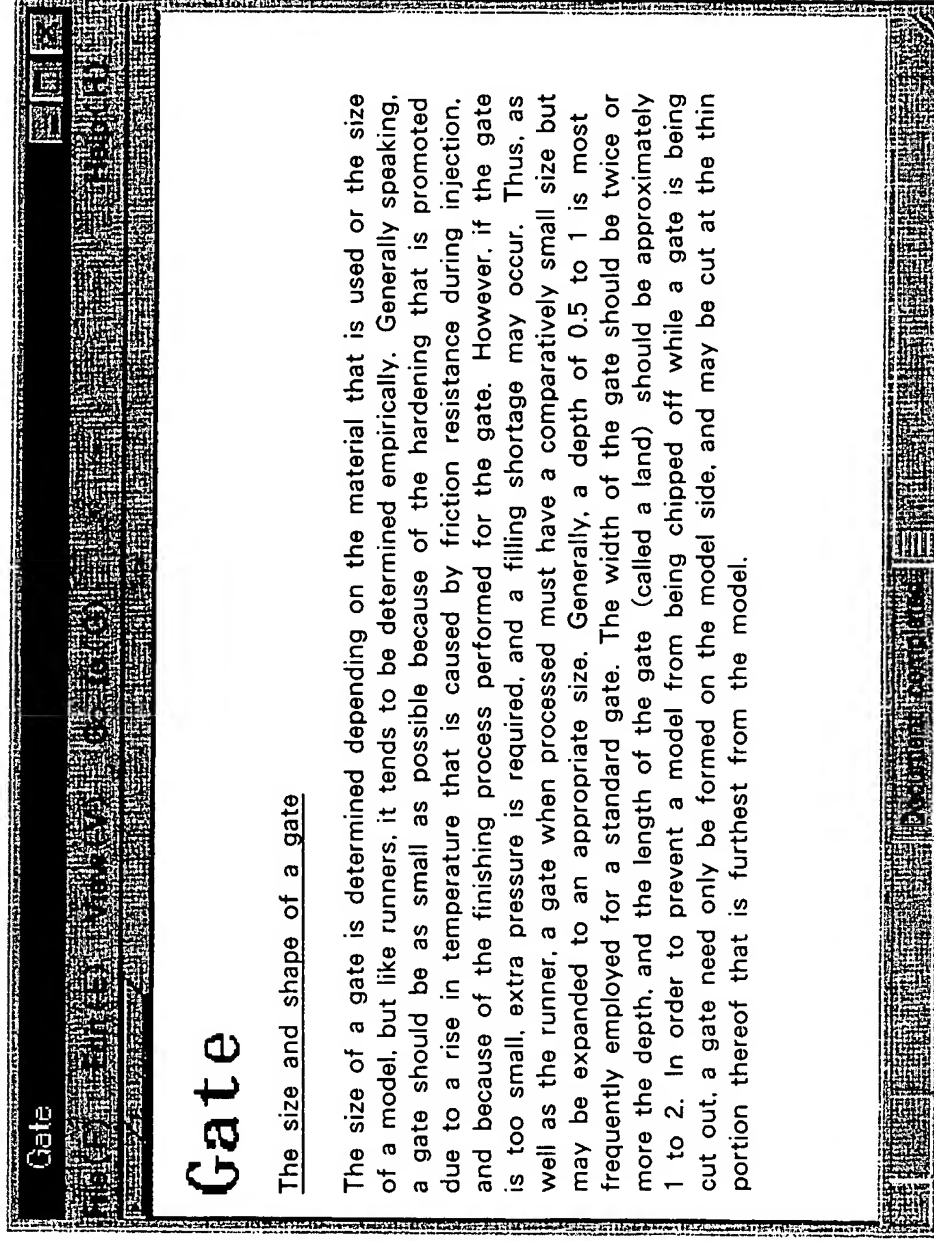 Gate
File(F) Edit(E) View(V) Go to(G) Help(H)
Gate
The size and shape of a gate
The size of a gate is determined depending on the material that is used or the size
of a model, but like runners, it tends to be determined empirically. Generally speaking,
a gate should be as small as possible because of the hardening that is promoted
due to a rise in temperature that is caused by friction resistance during injection,
and because of the finishing process performed for the gate. However, if the gate
is too small, extra pressure is required, and a filling shortage may occur. Thus, as
well as the runner, a gate when processed must have a comparatively small size but
may be expanded to an appropriate size. Generally, a depth of 0.5 to 1 is most
frequently employed for a standard gate. The width of the gate should be twice or
more the depth, and the length of the gate (called a land) should be approximately
1 to 2. In order to prevent a model from being chipped off while a gate is being
cut out, a gate need only be formed on the model side, and may be cut at the thin
portion thereof that is furthest from the model.
Document: completed